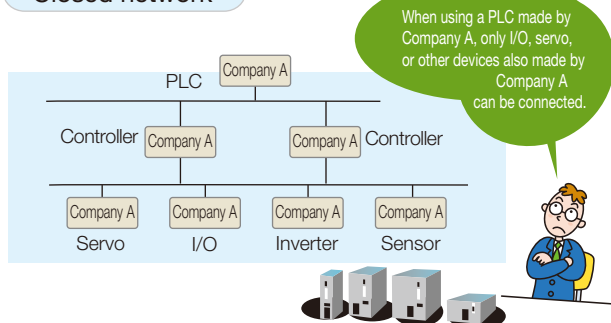 Closed network
When using a PLC made by
Company A, only I/O, servo,
or other devices also made by
Company A
can be connected.
PLC
Company A
Controller
Company A
Company A
Controller
Company A
Company A
Company A
Company A
Servo
I/O
Inverter
Sensor